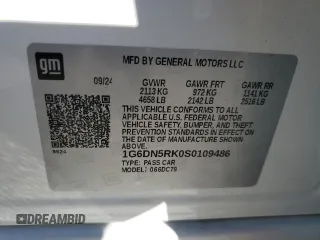 gm
MFD BY GENERAL MOTORS LLC
09/24 GVWR GAWR FRT GAWR RR
2113 KG 972 KG 1141 KG
4658 LB 2142 LB 2516 LB
THIS VEHICLE CONFORMS TO ALL
APPLICABLE U.S. FEDERAL MOTOR
VEHICLE SAFETY, BUMPER, AND THEFT
PREVENTION STANDARDS IN EFFECT ON
THE DATE OF MANUFACTURE SHOWN
ABOVE.
1G6DN5RK0S0109486
TYPE: PASS CAR
MODEL: 066DC79
AUTOBIDMASTER